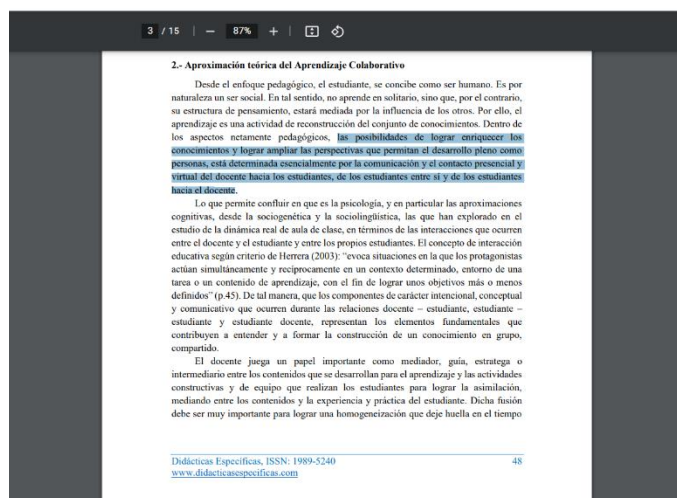 3 / 15 | − 87% + |
2.- Aproximación teórica del Aprendizaje Colaborativo
Desde el enfoque pedagógico, el estudiante, se concibe como ser humano. Es por
naturaleza un ser social. En tal sentido, no aprende en solitario, sino que, por el contrario,
su estructura de pensamiento, estará mediada por la influencia de los otros. Por ello, el
aprendizaje es una actividad de reconstrucción del conjunto de conocimientos. Dentro de
los aspectos netamente pedagógicos, las posibilidades de lograr enriquecer los
conocimientos y lograr ampliar las perspectivas que permitan el desarrollo pleno como
personas, está determinada esencialmente por la comunicación y el contacto presencial y
virtual del docente hacia los estudiantes, de los estudiantes entre sí y de los estudiantes
hacia el docente.
Lo que permite confluir en que es la psicología, y en particular las aproximaciones
cognitivas, desde la sociogenética y la sociolingüística, las que han explorado en el
estudio de la dinámica real de aula de clase, en términos de las interacciones que ocurren
entre el docente y el estudiante y entre los propios estudiantes. El concepto de interacción
educativa según criterio de Herrera (2003): “evoca situaciones en la que los protagonistas
actúan simultáneamente y recíprocamente en un contexto determinado, entorno de una
tarea o un contenido de aprendizaje, con el fin de lograr unos objetivos más o menos
definidos” (p.45). De tal manera, que los componentes de carácter intencional, conceptual
y comunicativo que ocurren durante las relaciones docente – estudiante, estudiante –
estudiante y estudiante docente, representan los elementos fundamentales que
contribuyen a entender y a formar la construcción de un conocimiento en grupo,
compartido.
El docente juega un papel importante como mediador, guía, estratega o
intermediario entre los contenidos que se desarrollan para el aprendizaje y las actividades
constructivas y de equipo que realizan los estudiantes para lograr la asimilación,
mediando entre los contenidos y la experiencia y práctica del estudiante. Dicha fusión
debe ser muy importante para lograr una homogeneización que deje huella en el tiempo
Didácticas Específicas, ISSN: 1989-5240 48
www.didacticasespecificas.com